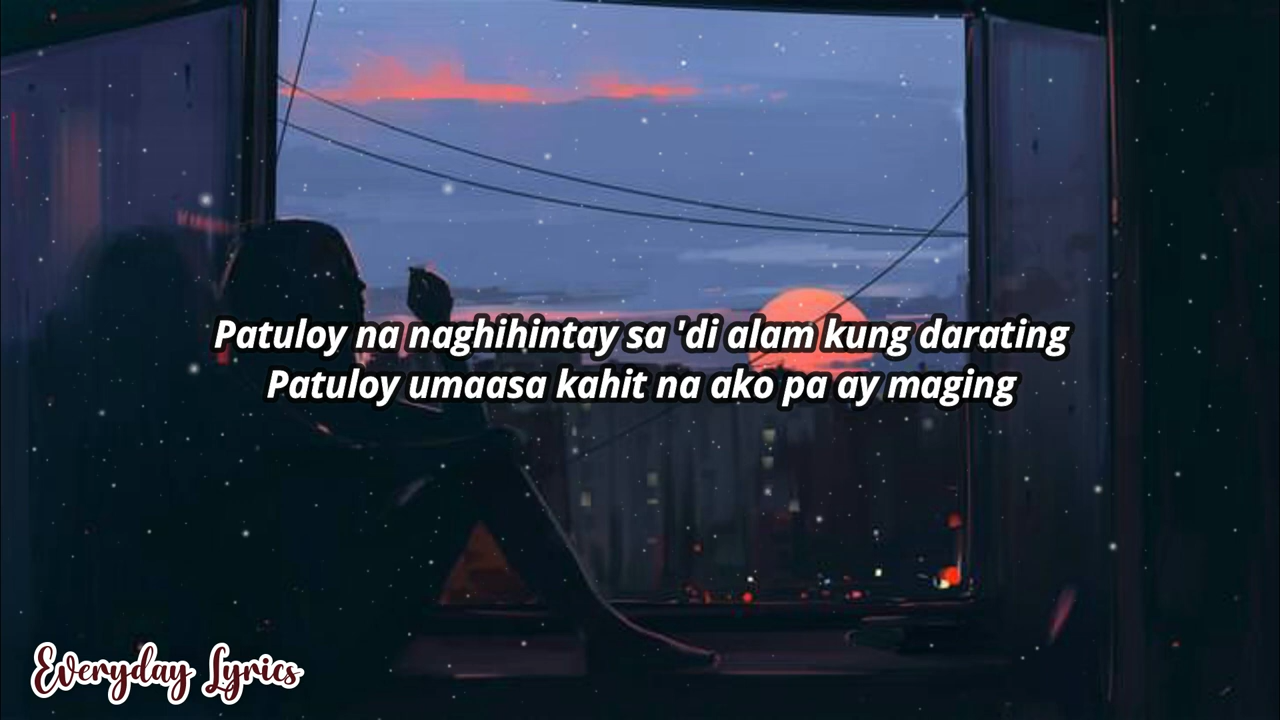 Patuloy na naghihintay sa 'di alam kung darating
Patuloy umaasa kahit na ako pa ay maging
Everyday Lyrics